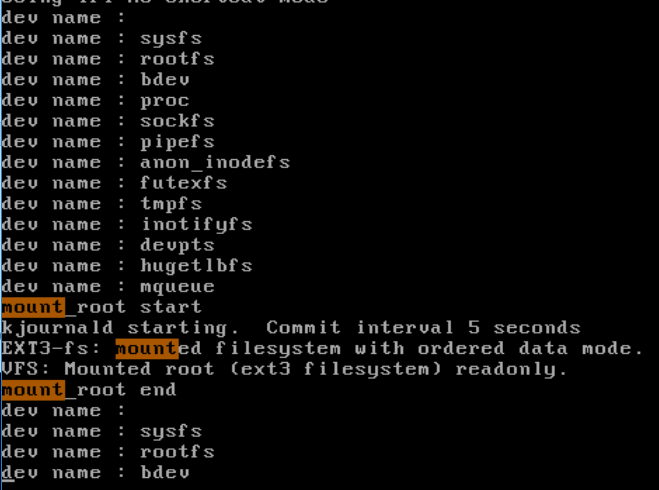 dev name :
dev name : sysfs
dev name : rootfs
dev name : bdev
dev name : proc
dev name : sockfs
dev name : pipefs
dev name : anon_inodefs
dev name : futexfs
dev name : tmpfs
dev name : inotifyfs
dev name : devpts
dev name : hugetlbfs
dev name : mqueue
mount_root start
kjournald starting.  Commit interval 5 seconds
EXT3-fs: mounted filesystem with ordered data mode.
VFS: Mounted root (ext3 filesystem) readonly.
mount_root end
dev name :
dev name : sysfs
dev name : rootfs
dev name : bdev